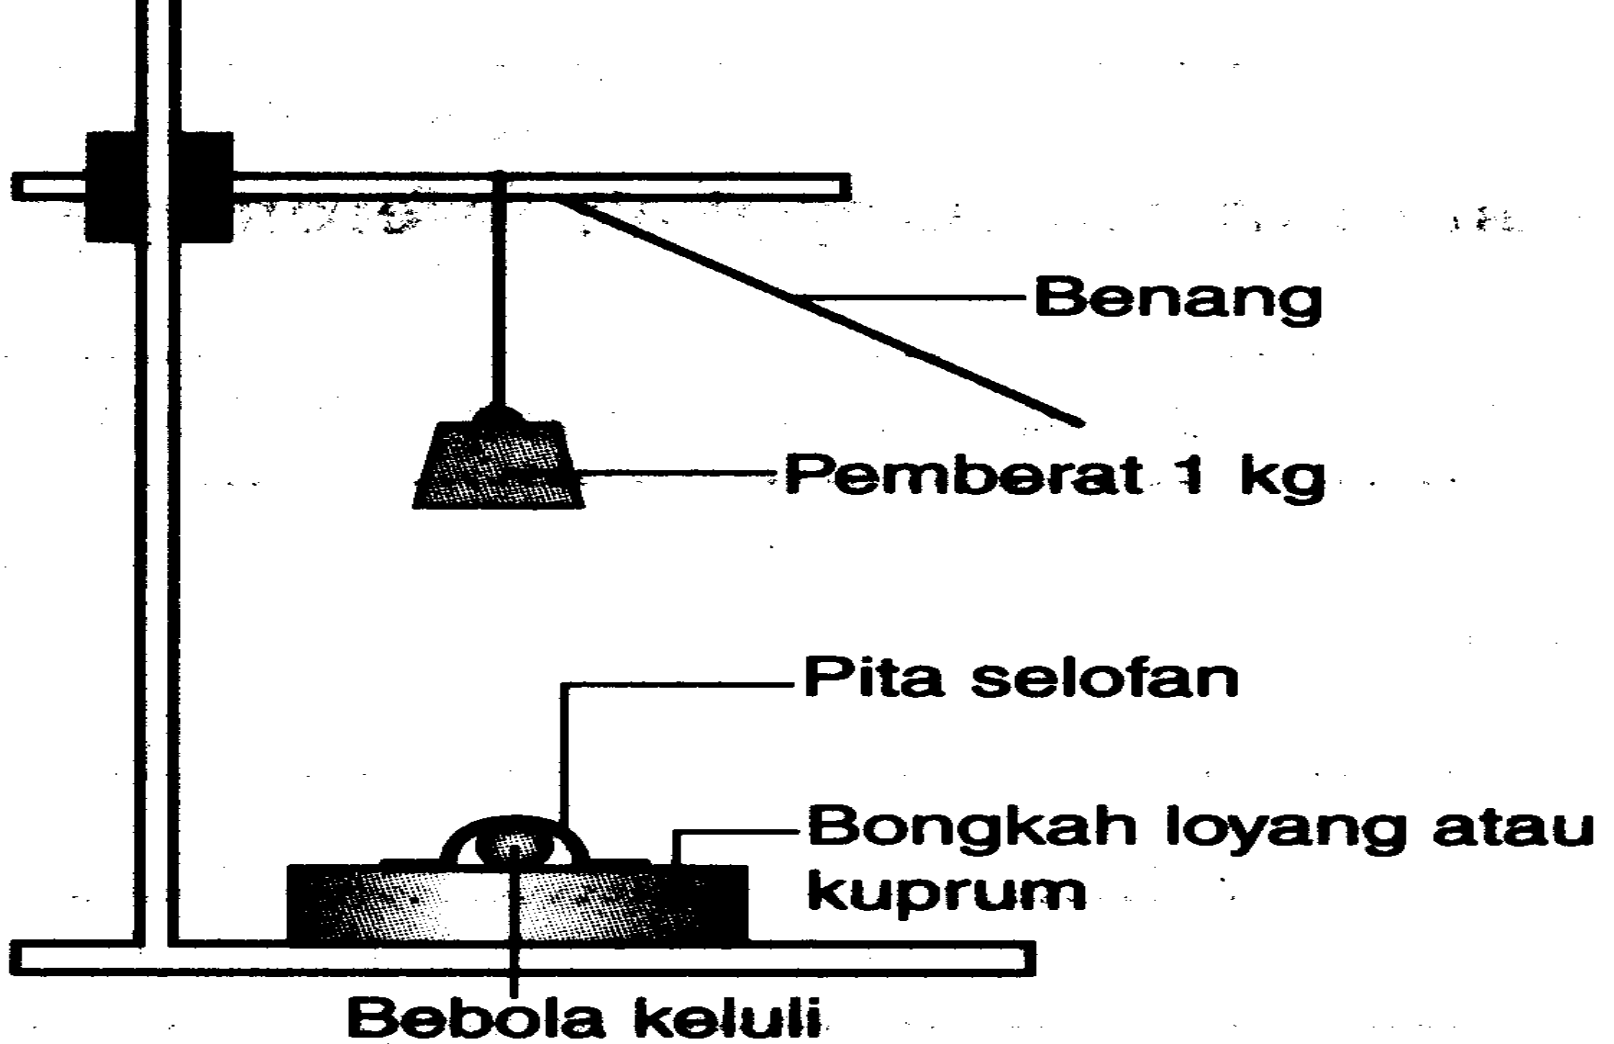 Benang
Pemberat 1 kg
Pita selofan
Bongkah loyang atau
kuprum
Bebola keluli